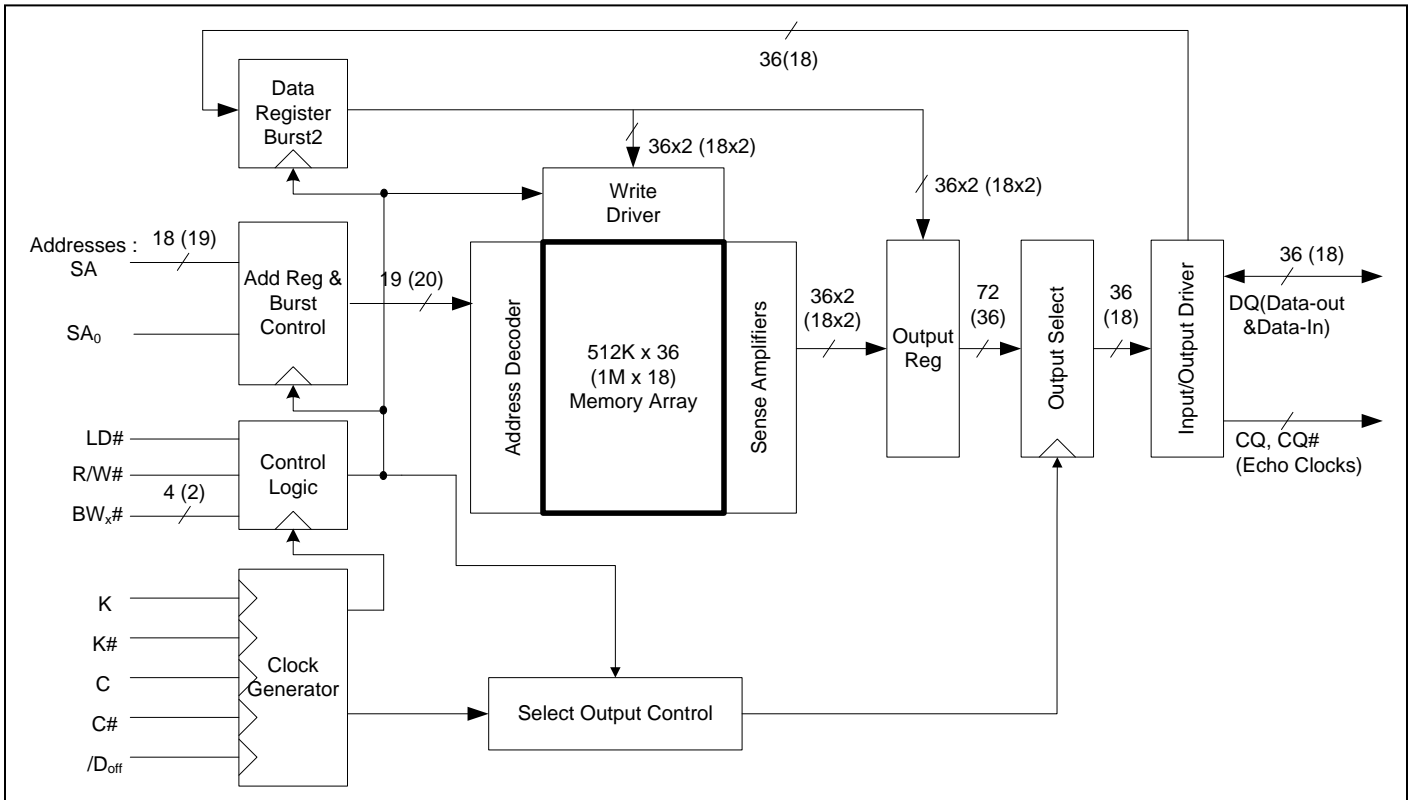 36(18)
Data
Register
Burst2
36x2 (18x2)
36x2 (18x2)
Write
Driver
Addresses :
SA
18 (19)
SA0
Add Reg &
Burst
Control
19 (20)
Address Decoder
512K x 36
(1M x 18)
Memory Array
Sense Amplifiers
36x2
(18x2)
Output
Reg
72
(36)
Output Select
36
(18)
Input/Output Driver
36 (18)
DQ(Data-out
&Data-In)
CQ, CQ#
(Echo Clocks)
LD#
R/W#
BWx#
4 (2)
Control
Logic
K
K#
C
C#
/Doff
Clock
Generator
Select Output Control